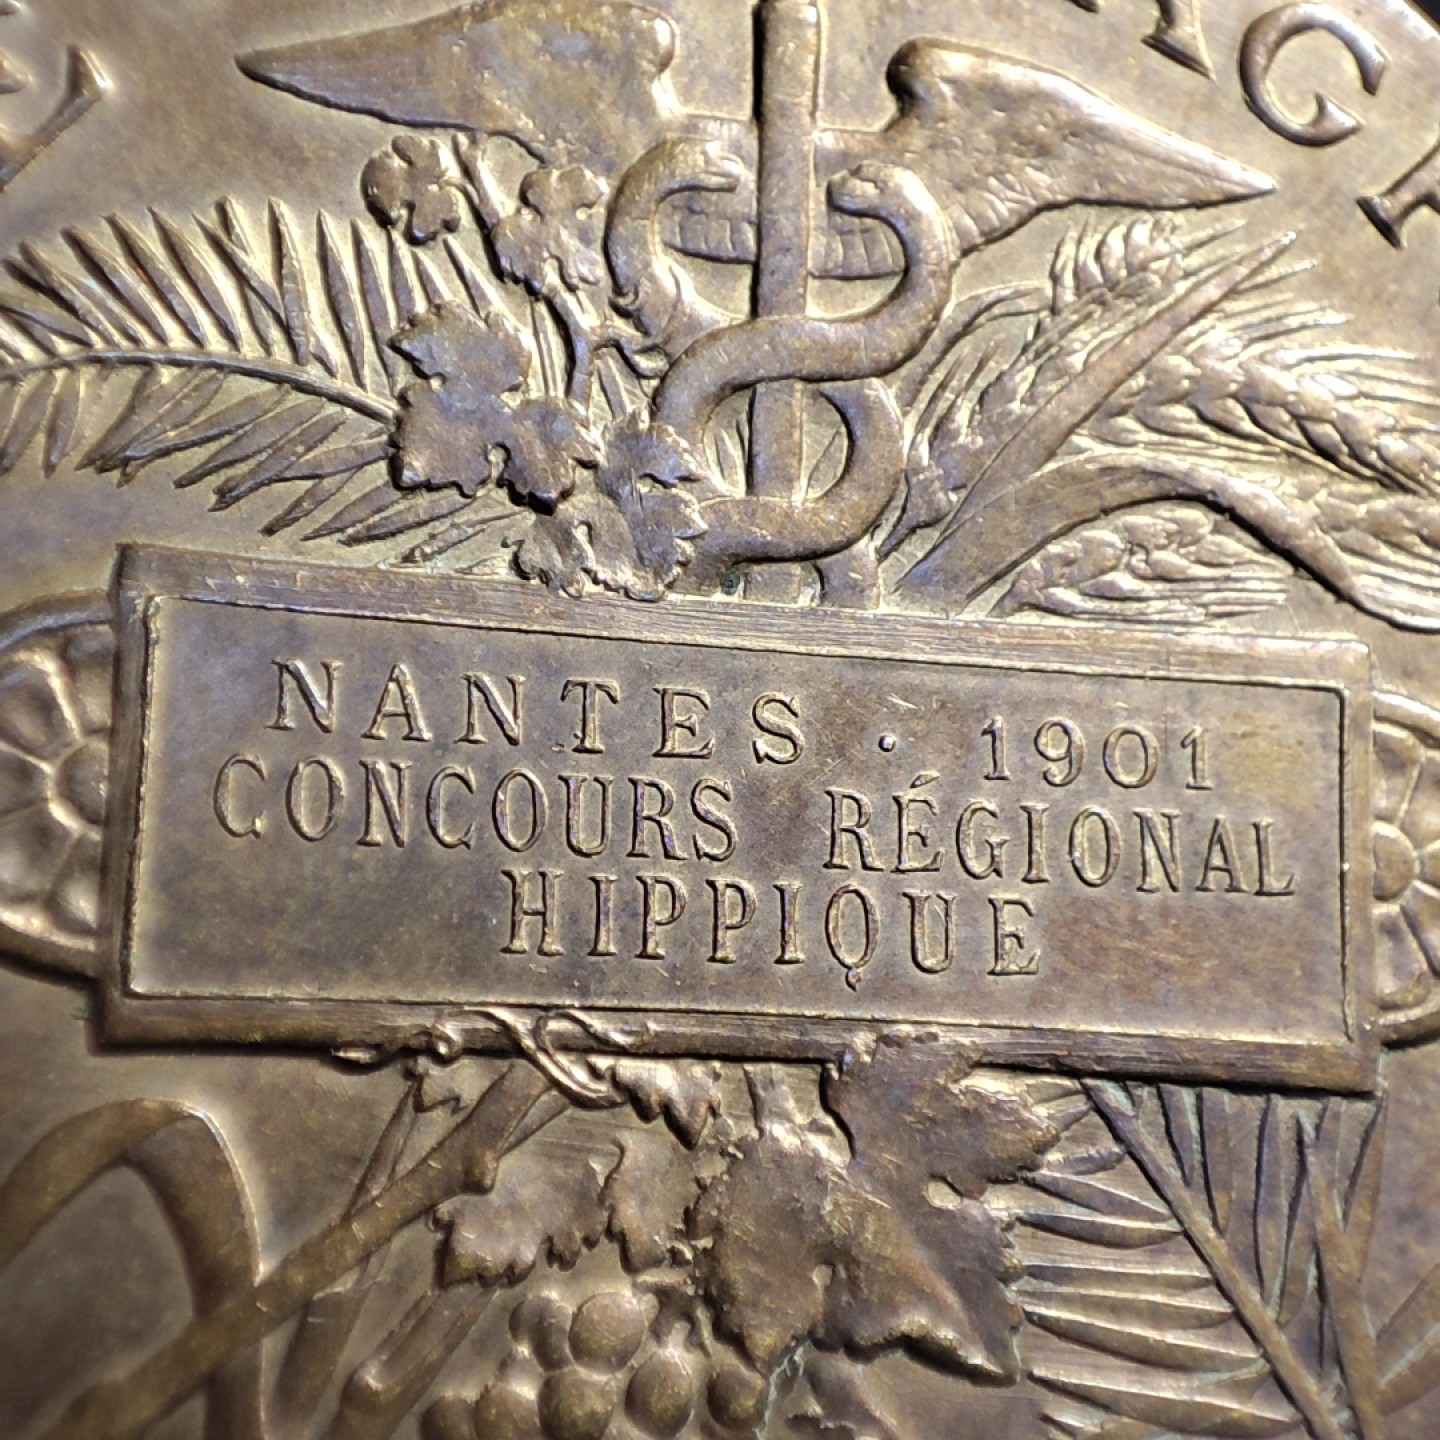 NANTES · 1901
CONCOURS RÉGIONAL
HIPPIQUE